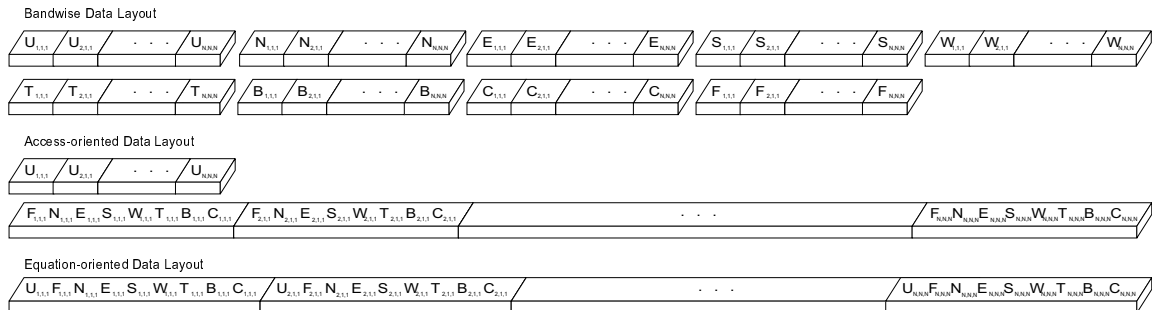 Bandwise Data Layout
U1,1,1 U2,1,1 · · · UN,N,N N1,1,1 N2,1,1 · · · NN,N,N E1,1,1 E2,1,1 · · · EN,N,N S1,1,1 S2,1,1 · · · SN,N,N W1,1,1 W2,1,1 · · · WN,N,N
T1,1,1 T2,1,1 · · · TN,N,N B1,1,1 B2,1,1 · · · BN,N,N C1,1,1 C2,1,1 · · · CN,N,N F1,1,1 F2,1,1 · · · FN,N,N
Access-oriented Data Layout
U1,1,1 U2,1,1 · · · UN,N,N
F1,1,1 N1,1,1 E1,1,1 S1,1,1 W1,1,1 T1,1,1 B1,1,1 C1,1,1 F2,1,1 N2,1,1 E2,1,1 S2,1,1 W2,1,1 T2,1,1 B2,1,1 C2,1,1 · · · FN,N,N NN,N,N EN,N,N SN,N,N WN,N,N TN,N,N BN,N,N CN,N,N
Equation-oriented Data Layout
U1,1,1 F1,1,1 N1,1,1 E1,1,1 S1,1,1 W1,1,1 T1,1,1 B1,1,1 C1,1,1 U2,1,1 F2,1,1 N2,1,1 E2,1,1 S2,1,1 W2,1,1 T2,1,1 B2,1,1 C2,1,1 · · · UN,N,N FN,N,N NN,N,N EN,N,N SN,N,N WN,N,N TN,N,N BN,N,N CN,N,N